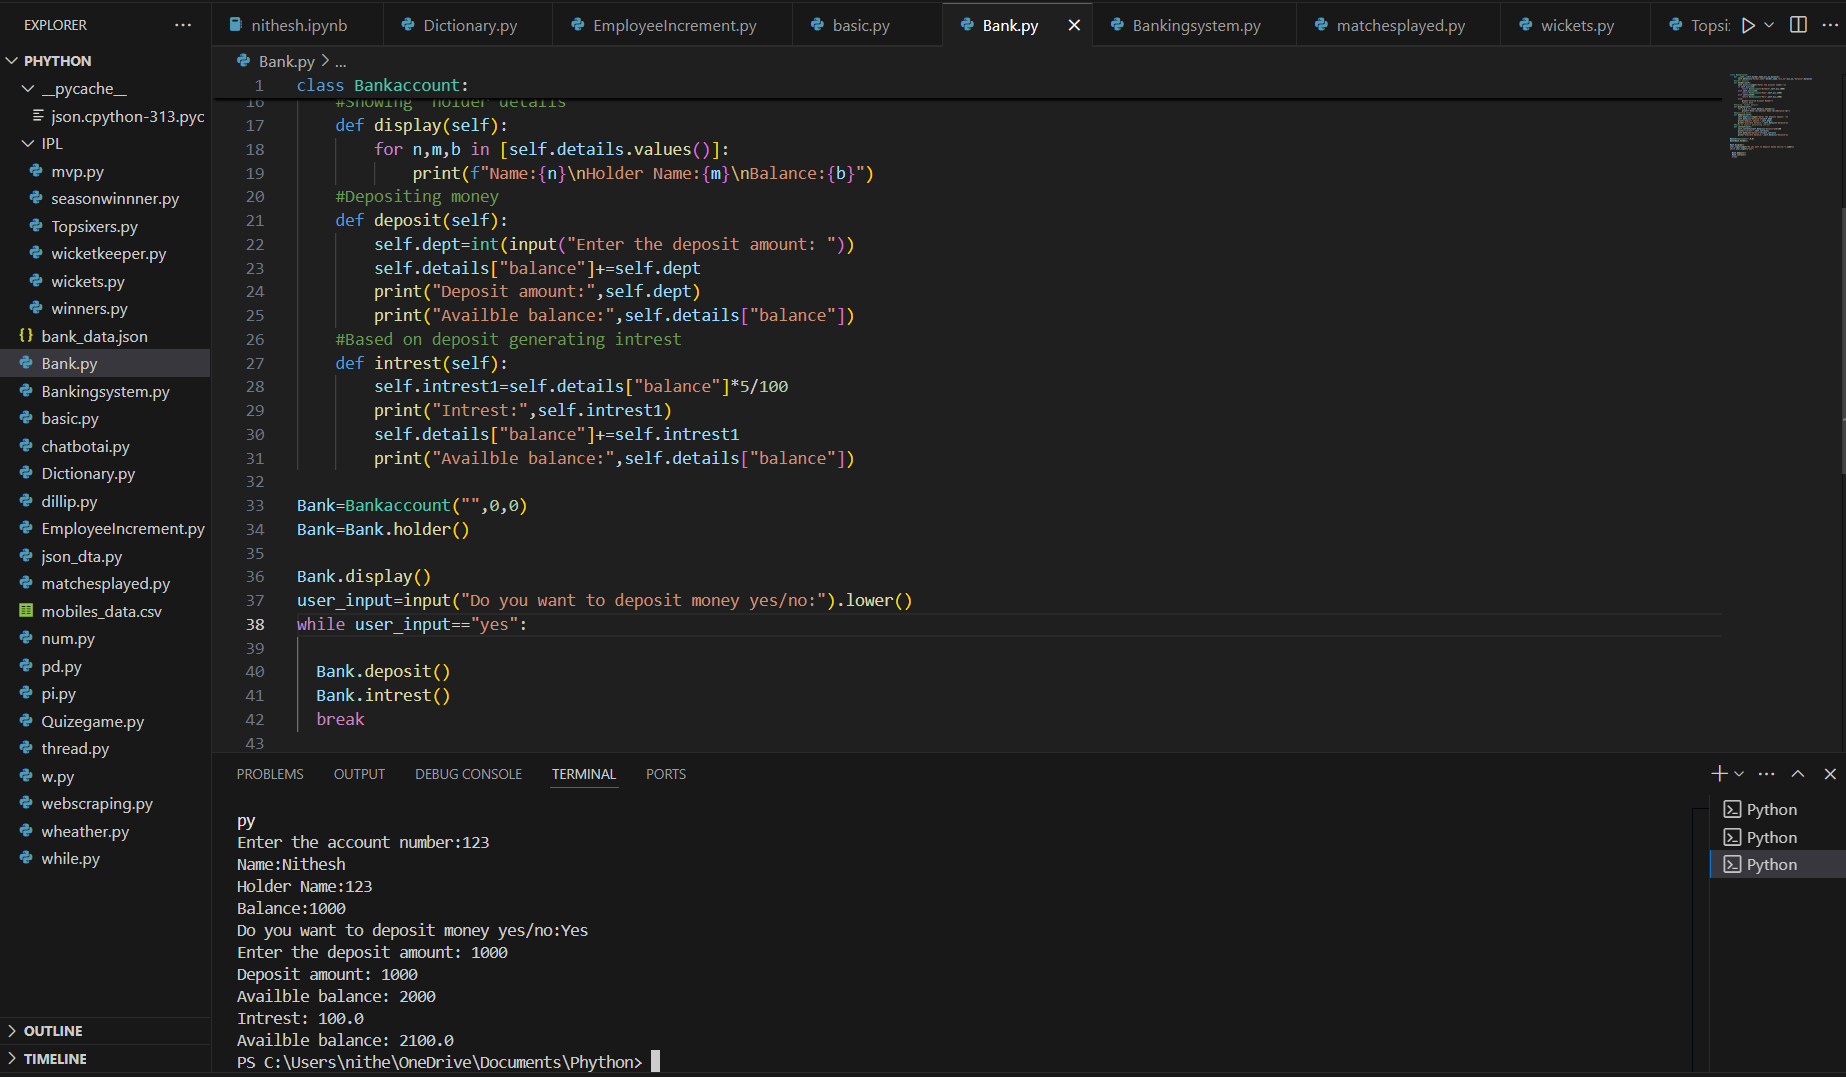 EXPLORER
PHYTHON
__pycache__
json.cpython-313.pyc
IPL
mvp.py
seasonwinnner.py
Topsixers.py
wicketkeeper.py
wickets.py
winners.py
bank_data.json
Bank.py
Bankingsystem.py
basic.py
chatbotai.py
Dictionary.py
dillip.py
EmployeeIncrement.py
json_dta.py
matchesplayed.py
mobiles_data.csv
num.py
pd.py
pi.py
Quizegame.py
thread.py
w.py
webscraping.py
wheather.py
while.py
OUTLINE
TIMELINE
nithesh.ipynb Dictionary.py EmployeeIncrement.py basic.py Bank.py Bankingsystem.py matchesplayed.py wickets.py Topsi
Bank.py > ...
1 class Bankaccount:
16 #Showing holder details
17 def display(self):
18 for n,m,b in [self.details.values()]:
19 print(f"Name:{n}\nHolder Name:{m}\nBalance:{b}")
20 #Depositing money
21 def deposit(self):
22 self.dept=int(input("Enter the deposit amount: "))
23 self.details["balance"]+=self.dept
24 print("Deposit amount:",self.dept)
25 print("Availble balance:",self.details["balance"])
26 #Based on deposit generating intrest
27 def intrest(self):
28 self.intrest1=self.details["balance"]*5/100
29 print("Intrest:",self.intrest1)
30 self.details["balance"]+=self.intrest1
31 print("Availble balance:",self.details["balance"])
32
33 Bank=Bankaccount("",0,0)
34 Bank=Bank.holder()
35
36 Bank.display()
37 user_input=input("Do you want to deposit money yes/no:").lower()
38 while user_input=="yes":
39
40 Bank.deposit()
41 Bank.intrest()
42 break
43
PROBLEMS OUTPUT DEBUG CONSOLE TERMINAL PORTS
py
Enter the account number:123
Name:Nithesh
Holder Name:123
Balance:1000
Do you want to deposit money yes/no:Yes
Enter the deposit amount: 1000
Deposit amount: 1000
Availble balance: 2000
Intrest: 100.0
Availble balance: 2100.0
PS C:\Users\nithe\OneDrive\Documents\Phython>
Python
Python
Python